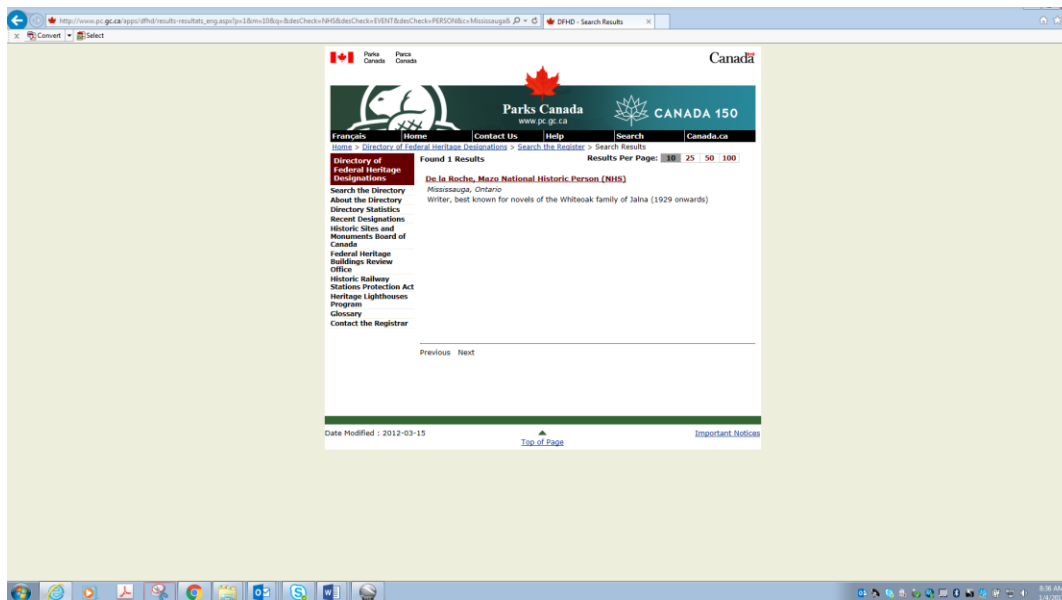 http://www.pc.gc.ca/apps/dfhd/results-resultats_eng.aspx?p=1&m=10&q=&desCheck=NHS&desCheck=EVENT&desCheck=PERSON&c=Mississauga&
DFHD - Search Results
x Convert Select
Parks Canada
Parcs Canada
Canada
Parks Canada
www.pc.gc.ca
CANADA 150
Français Home Contact Us Help Search Canada.ca
Home > Directory of Federal Heritage Designations > Search the Register > Search Results
Directory of
Federal Heritage
Designations
Search the Directory
About the Directory
Directory Statistics
Recent Designations
Historic Sites and
Monuments Board of
Canada
Federal Heritage
Buildings Review
Office
Historic Railway
Stations Protection Act
Heritage Lighthouses
Program
Glossary
Contact the Registrar
Found 1 Results Results Per Page: 10 25 50 100
De la Roche, Mazo National Historic Person (NHS)
Mississauga, Ontario
Writer, best known for novels of the Whiteoak family of Jalna (1929 onwards)
Previous Next
Date Modified : 2012-03-15
Top of Page
Important Notices